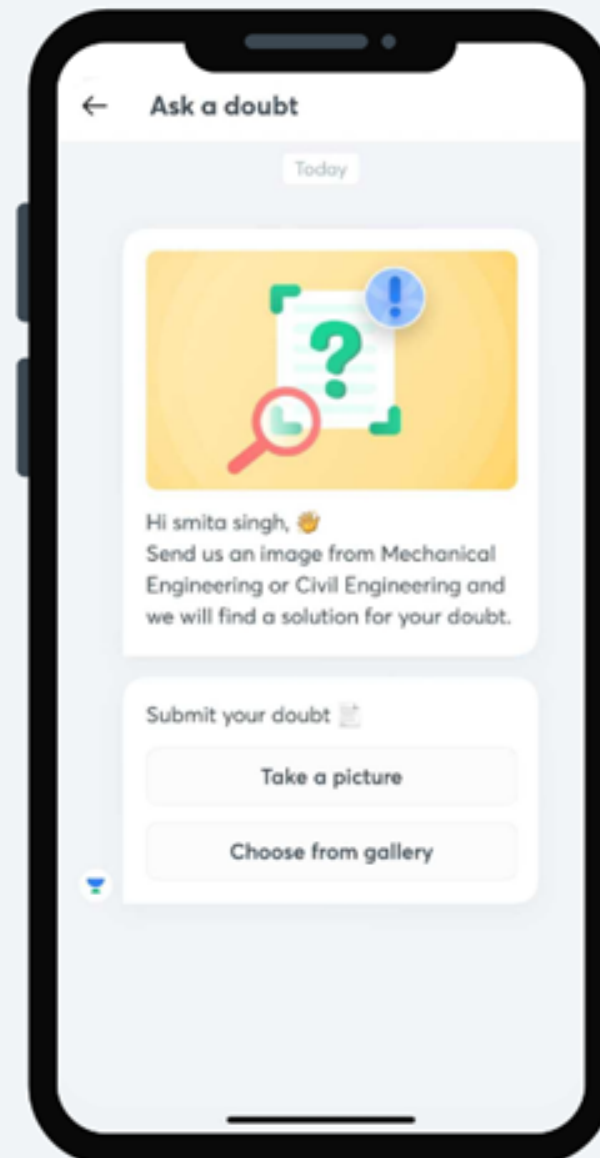 Ask a doubt
Today
?
!
Hi smita singh, 👋
Send us an image from Mechanical
Engineering or Civil Engineering and
we will find a solution for your doubt.
Submit your doubt
Take a picture
Choose from gallery